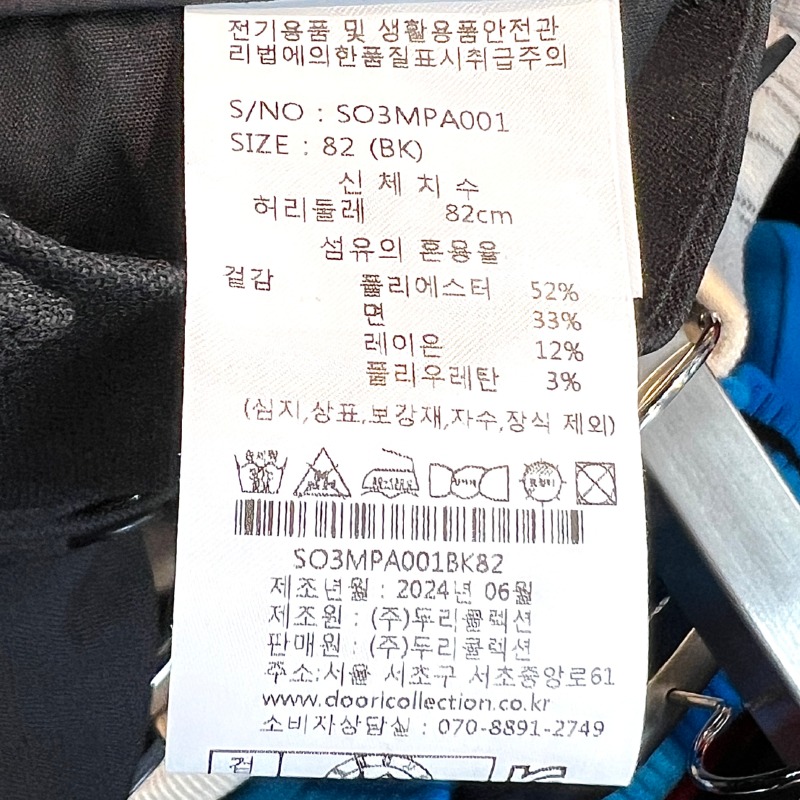 전기용품 및 생활용품안전관
리법에의한품질표시취급주의
S/NO : SO3MPA001
SIZE : 82 (BK)
신 체 치 수
허리둘레 82cm
섬유의 혼용율
겉감 폴리에스터 52%
면 33%
레이온 12%
폴리우레탄 3%
(심지,상표,보강재,자수,장식 제외)
SO3MPA001BK82
제조년월 : 2024년 06월
제조원 : (주)두리콜렉션
판매원 : (주)두리콜렉션
주소:서울 서초구 서초중앙로61
www.dooricollection.co.kr
소비자상담실 : 070-8891-2749